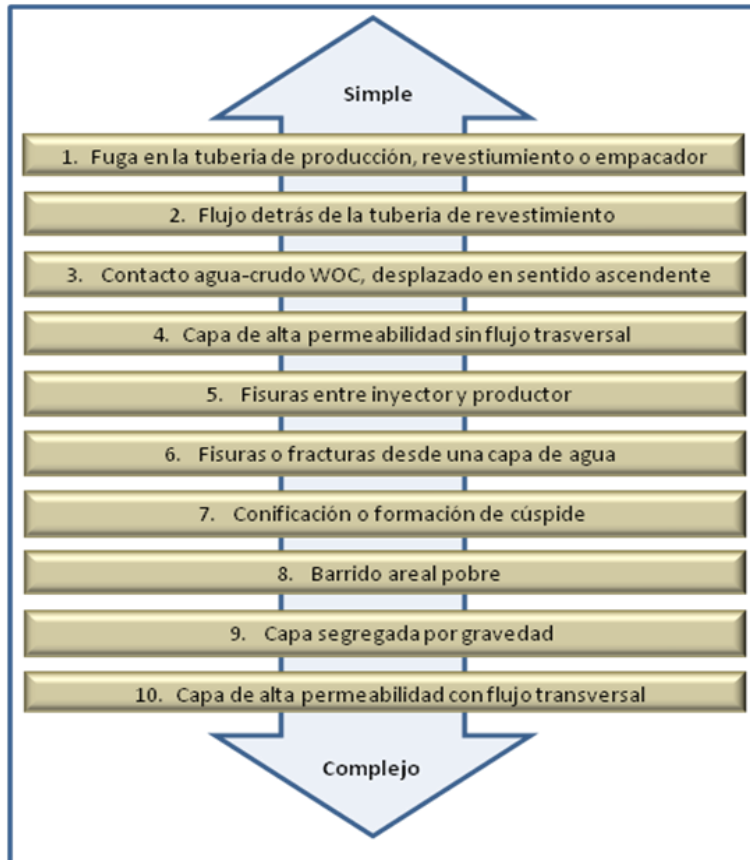 Simple
1. Fuga en la tuberia de producción, revestiumiento o empacador
2. Flujo detrás de la tuberia de revestimiento
3. Contacto agua-crudo WOC, desplazado en sentido ascendente
4. Capa de alta permeabilidad sin flujo trasversal
5. Fisuras entre inyector y productor
6. Fisuras o fracturas desde una capa de agua
7. Conificación o formación de cúspide
8. Barrido areal pobre
9. Capa segregada por gravedad
10. Capa de alta permeabilidad con flujo transversal
Complejo